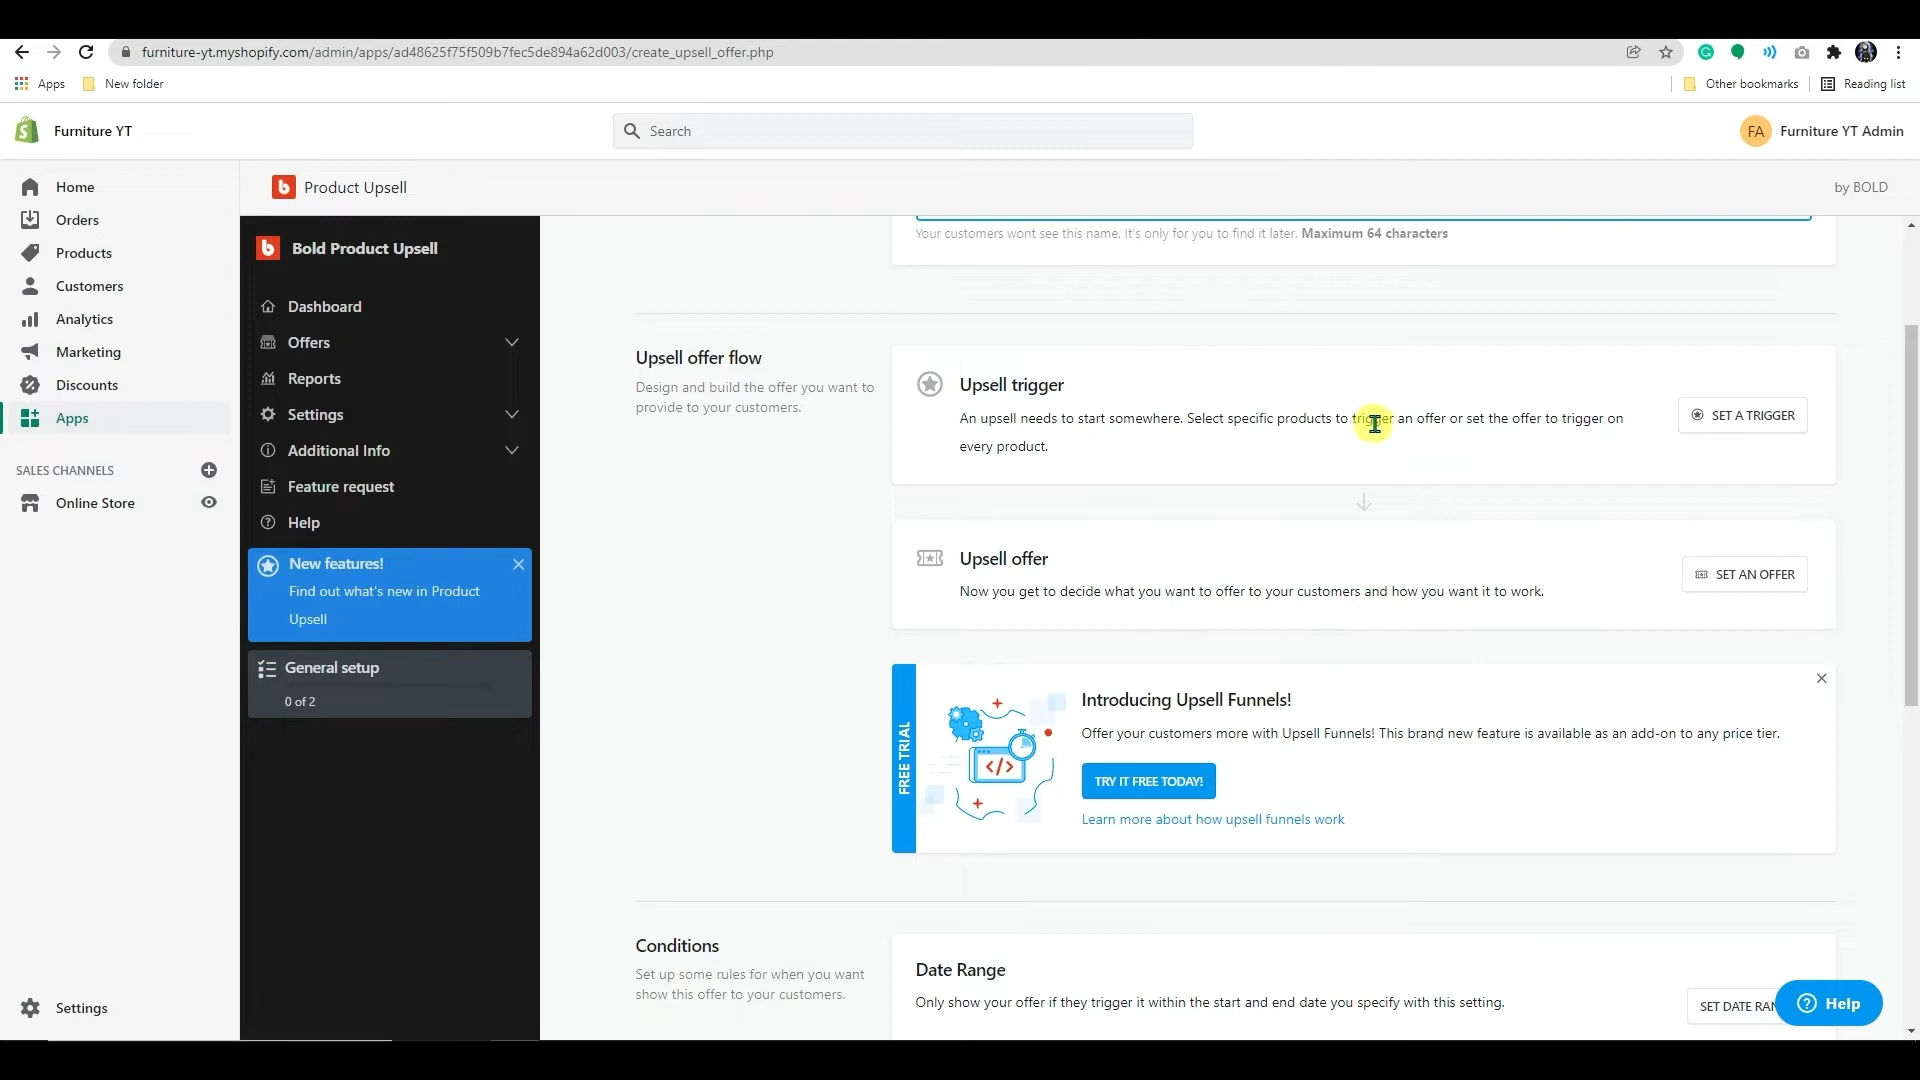 furniture-yt.myshopify.com/admin/apps/ad48625f75f509b7fec5de894a62d003/create_upsell_offer.php
Apps
New folder
Other bookmarks
Reading list
Furniture YT
Search
FA
Furniture YT Admin
Home
Orders
Products
Customers
Analytics
Marketing
Discounts
Apps
SALES CHANNELS
Online Store
Settings
b
Product Upsell
by BOLD
b
Bold Product Upsell
Dashboard
Offers
Reports
Settings
Additional Info
Feature request
Help
New features!
Find out what's new in Product
Upsell
General setup
0 of 2
Your customers wont see this name. It's only for you to find it later. Maximum 64 characters
Upsell offer flow
Design and build the offer you want to
provide to your customers.
Upsell trigger
An upsell needs to start somewhere. Select specific products to trigger an offer or set the offer to trigger on
every product.
SET A TRIGGER
Upsell offer
Now you get to decide what you want to offer to your customers and how you want it to work.
SET AN OFFER
FREE TRIAL
</>
Introducing Upsell Funnels!
Offer your customers more with Upsell Funnels! This brand new feature is available as an add-on to any price tier.
TRY IT FREE TODAY!
Learn more about how upsell funnels work
Conditions
Set up some rules for when you want
show this offer to your customers.
Date Range
Only show your offer if they trigger it within the start and end date you specify with this setting.
SET DATE RAN
Help